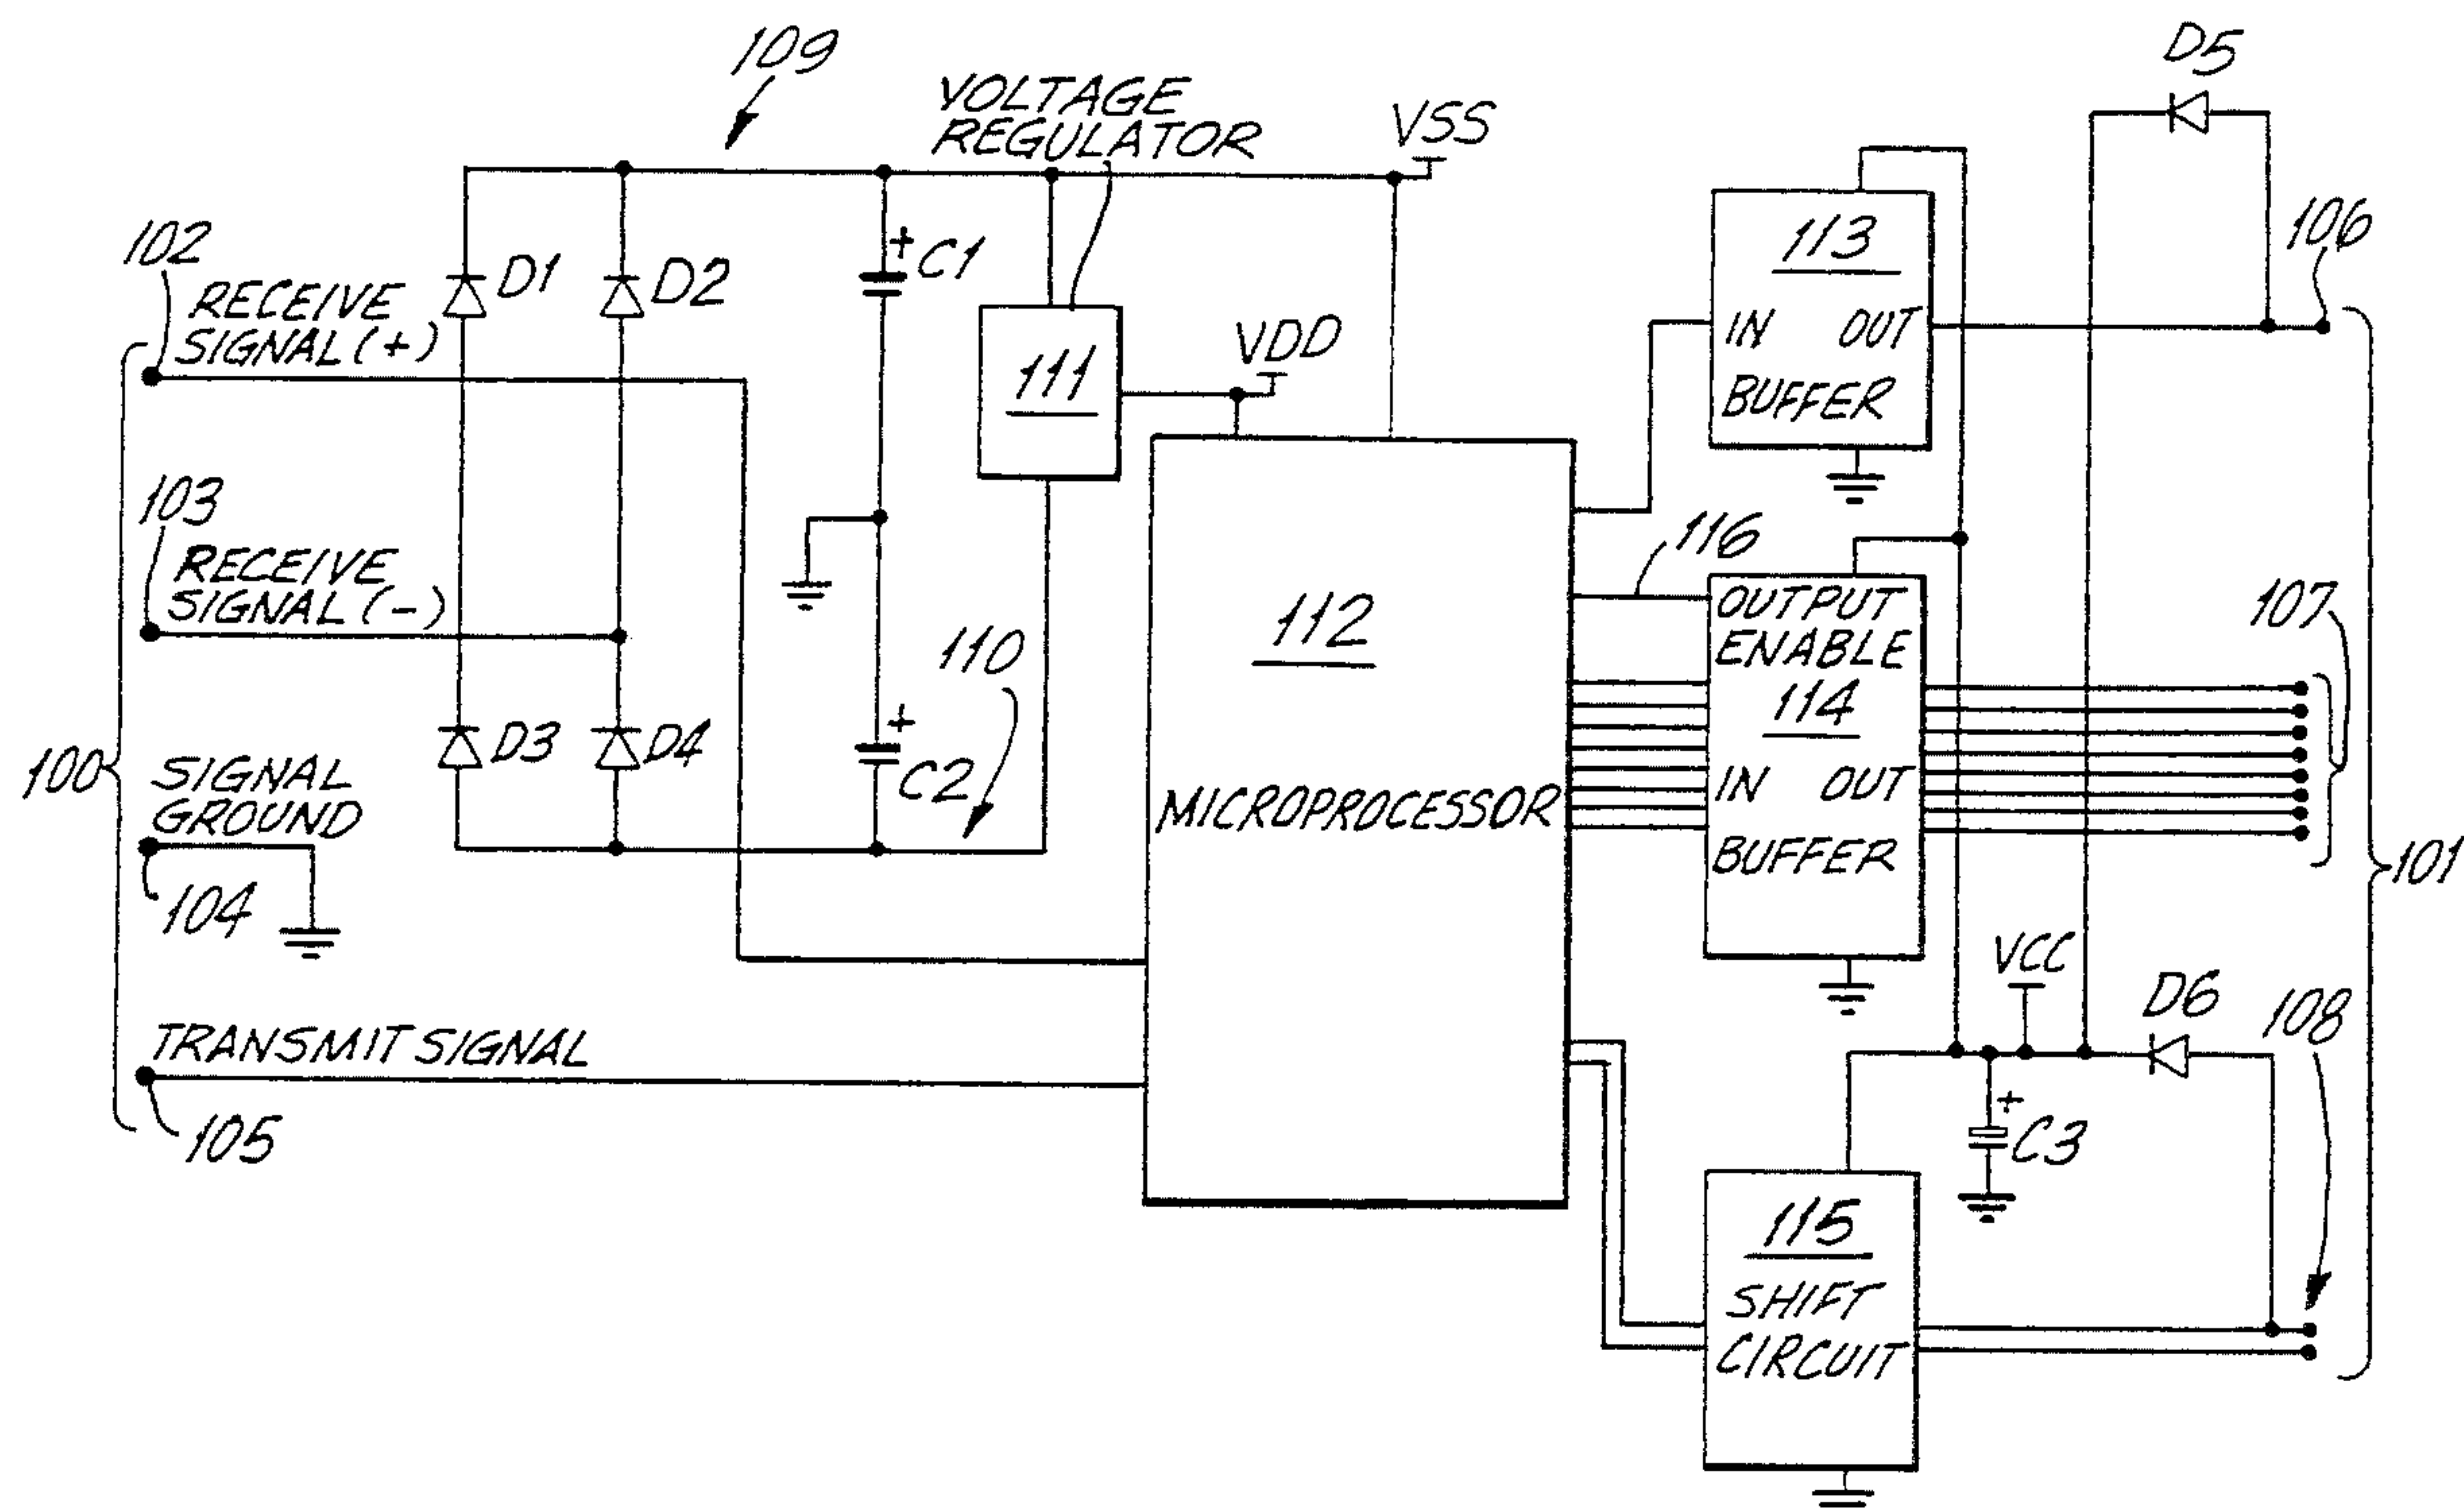 109
VOLTAGE
REGULATOR
VSS
D5
102
RECEIVE
SIGNAL (+)
D1
D2
+
C1
111
VDD
113
IN OUT
BUFFER
106
103
RECEIVE
SIGNAL (-)
110
112
MICROPROCESSOR
116
OUTPUT
ENABLE
114
IN OUT
BUFFER
107
100
SIGNAL
GROUND
104
D3
D4
+
C2
101
VCC
D6
108
TRANSMIT SIGNAL
105
+
C3
115
SHIFT
CIRCUIT